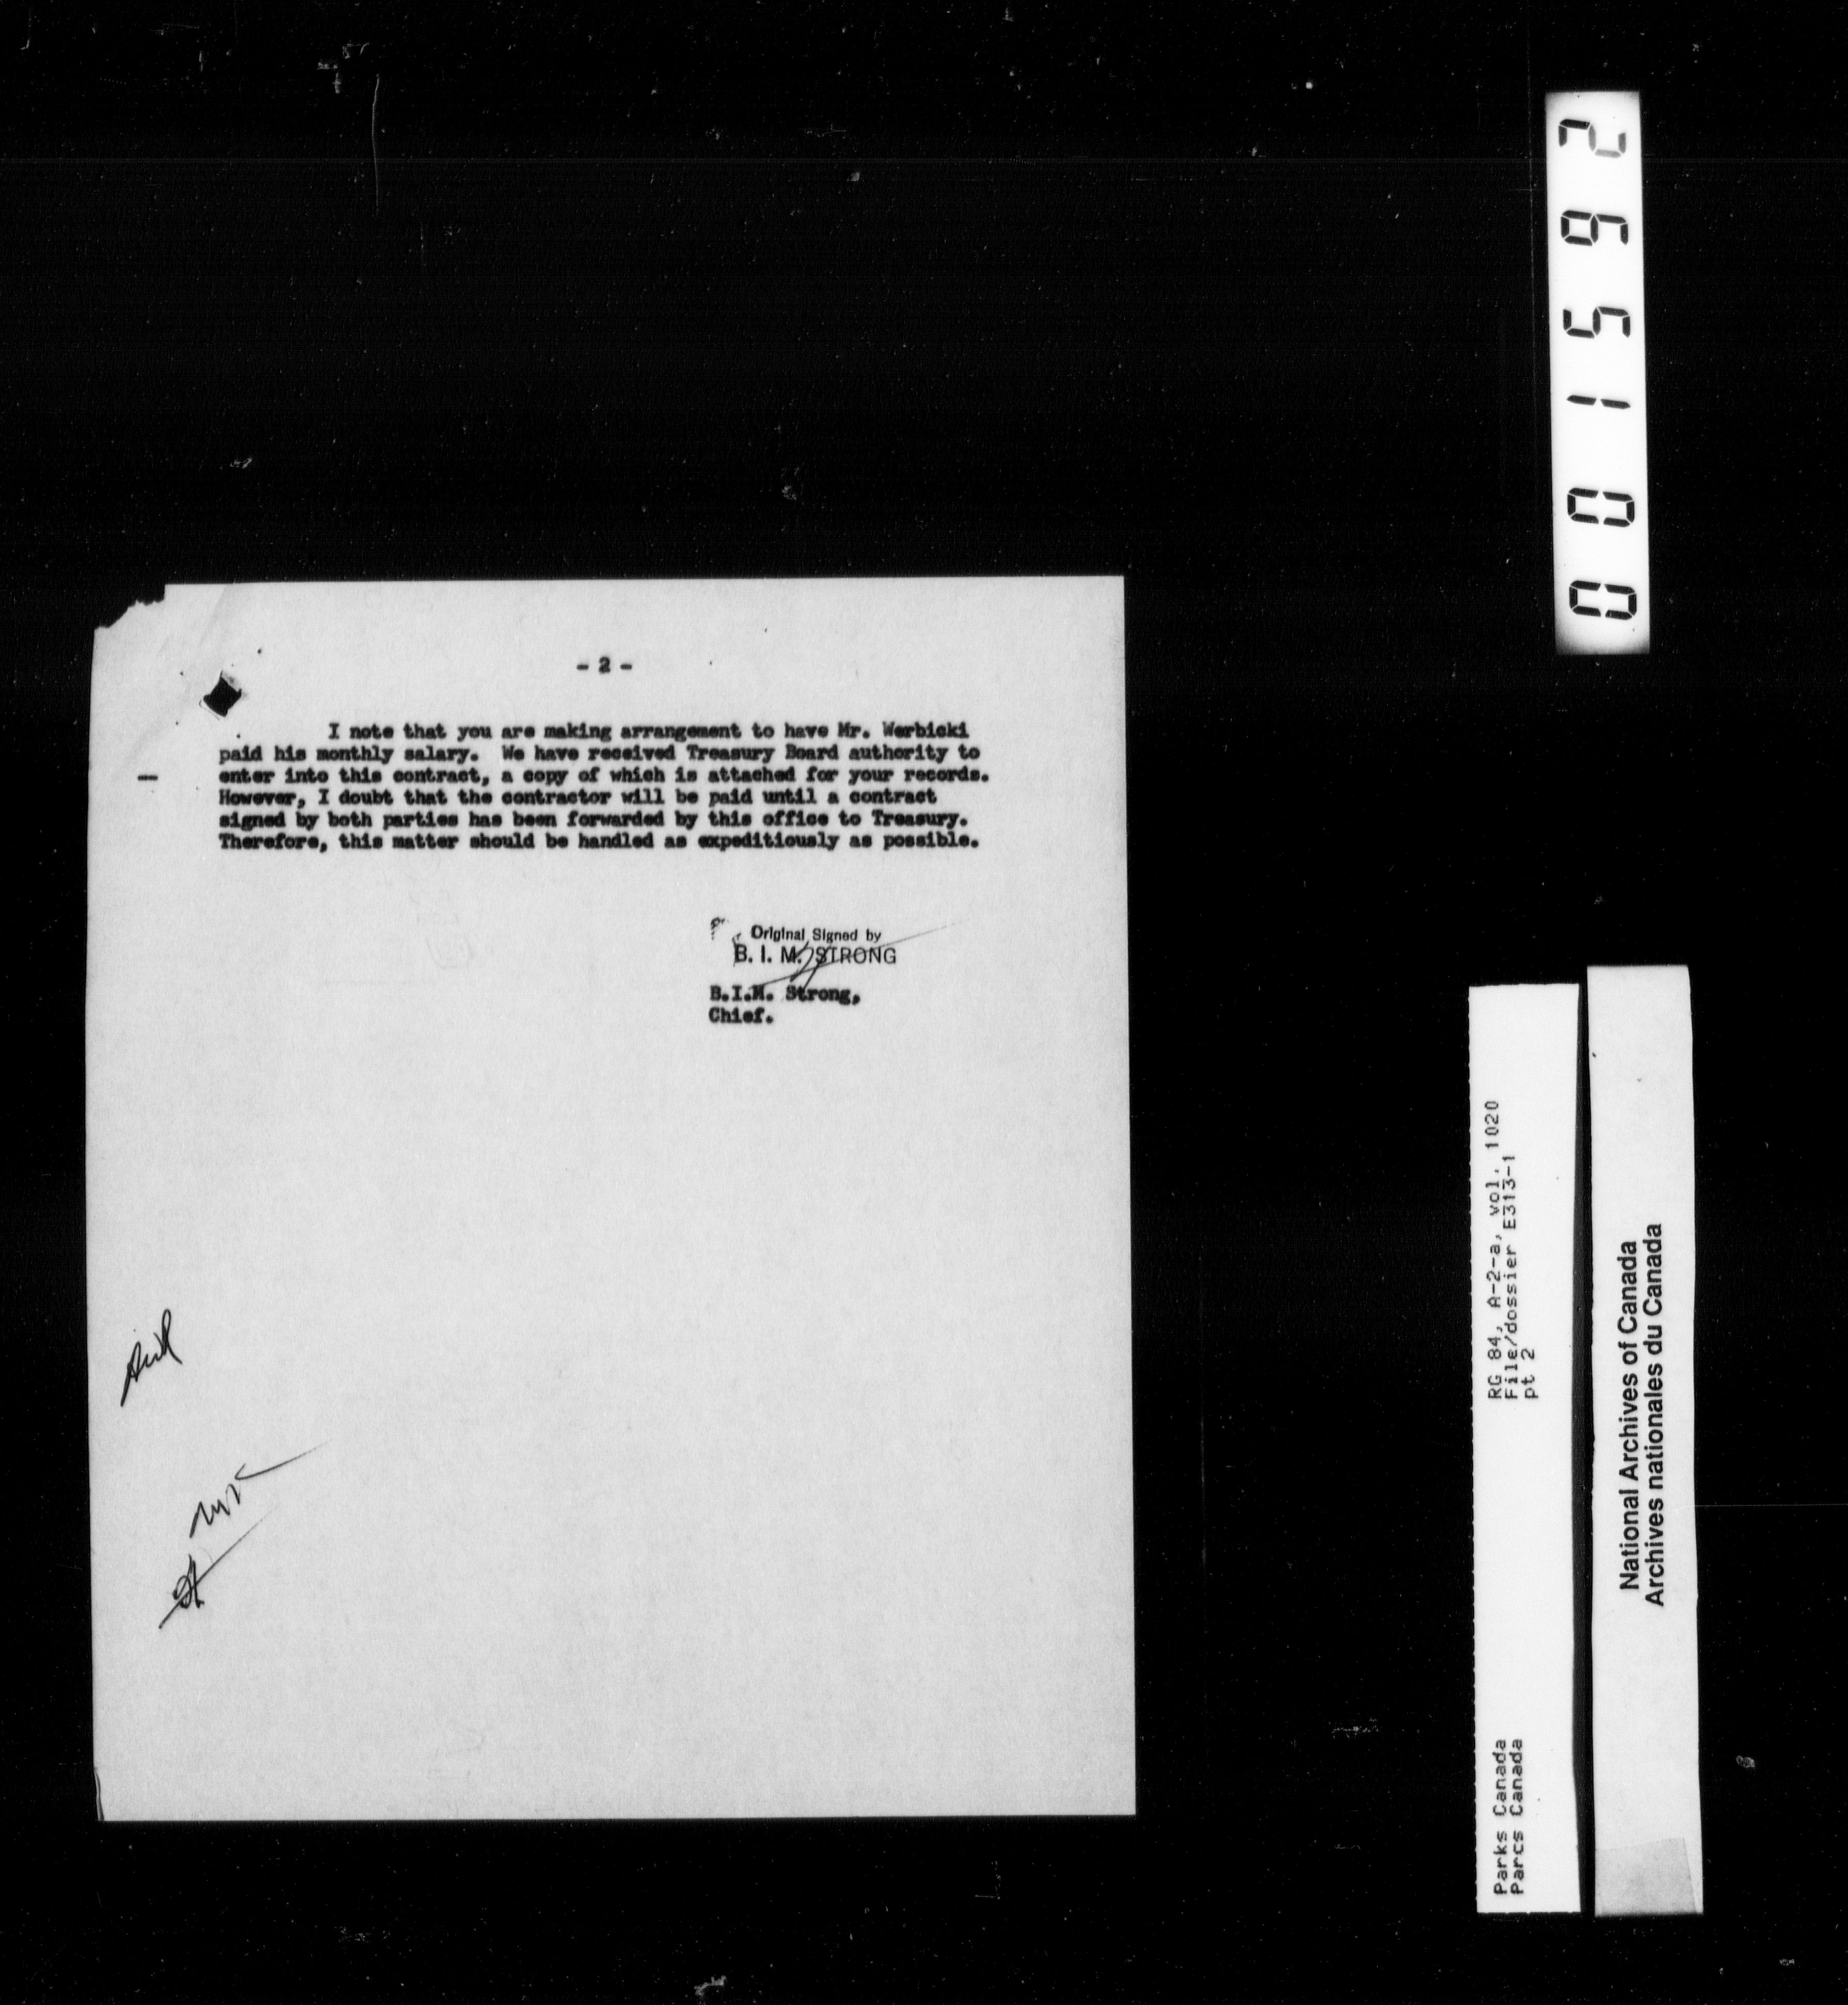 - 2 -
I note that you are making arrangement to have Mr. Werbicki
paid his monthly salary. We have received Treasury Board authority to
enter into this contract, a copy of which is attached for your records.
However, I doubt that the contractor will be paid until a contract
signed by both parties has been forwarded by this office to Treasury.
Therefore, this matter should be handled as expeditiously as possible.
Original Signed by
B. I. M. STRONG
B.I.M. Strong,
Chief.
001592
RG 84, A-2-a, vol. 1020
File/dossier E313-1
pt 2
Parks Canada
Parcs Canada
National Archives of Canada
Archives nationales du Canada